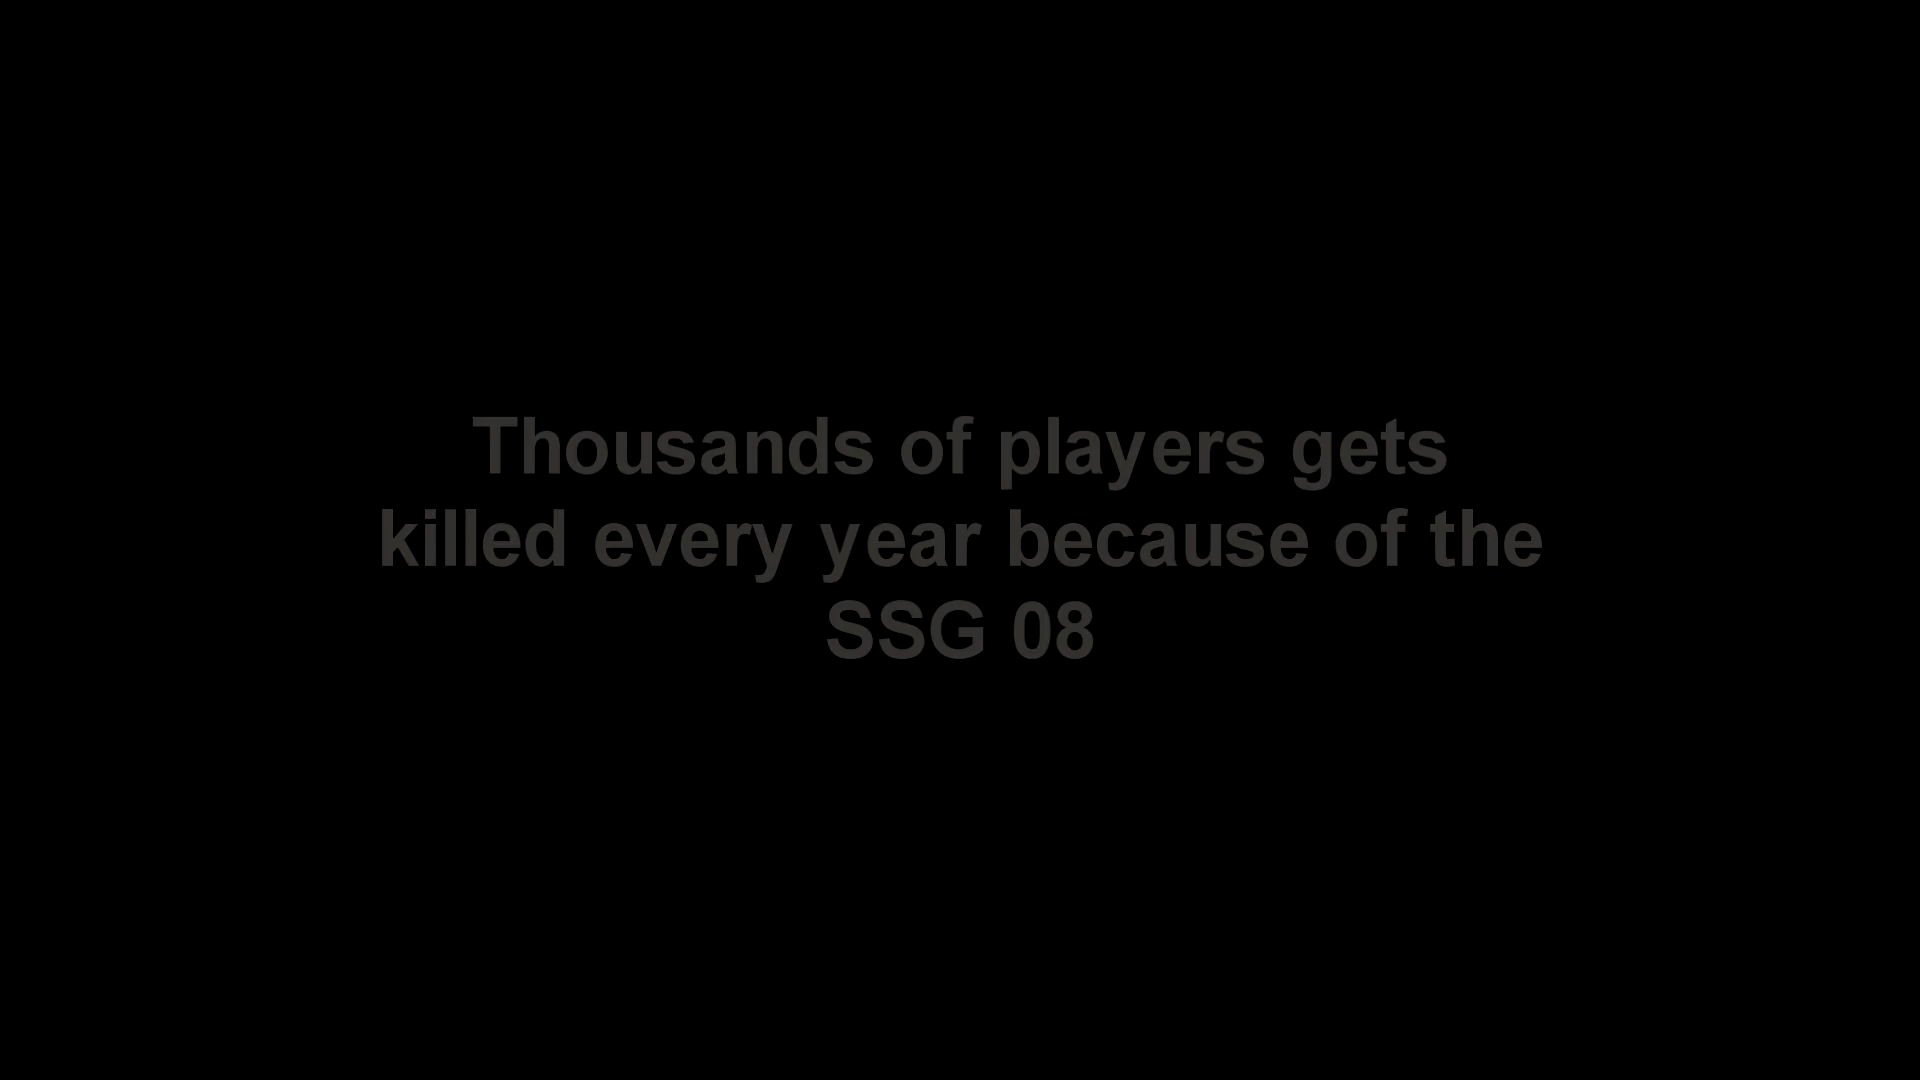 Thousands of players gets
killed every year because of the
SSG 08